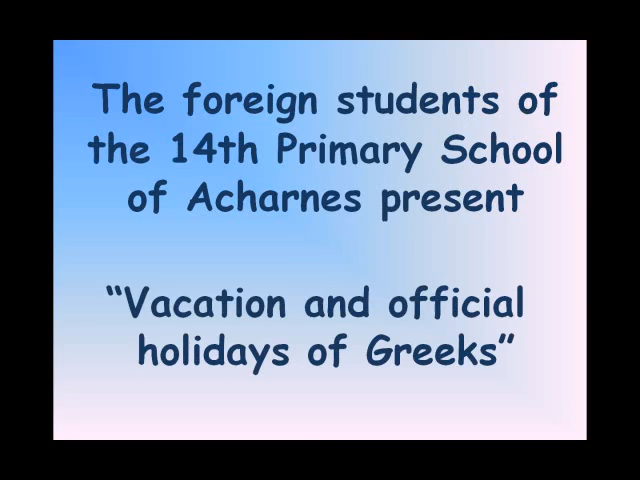 The foreign students of
the 14th Primary School
of Acharnes present
“Vacation and official
holidays of Greeks”